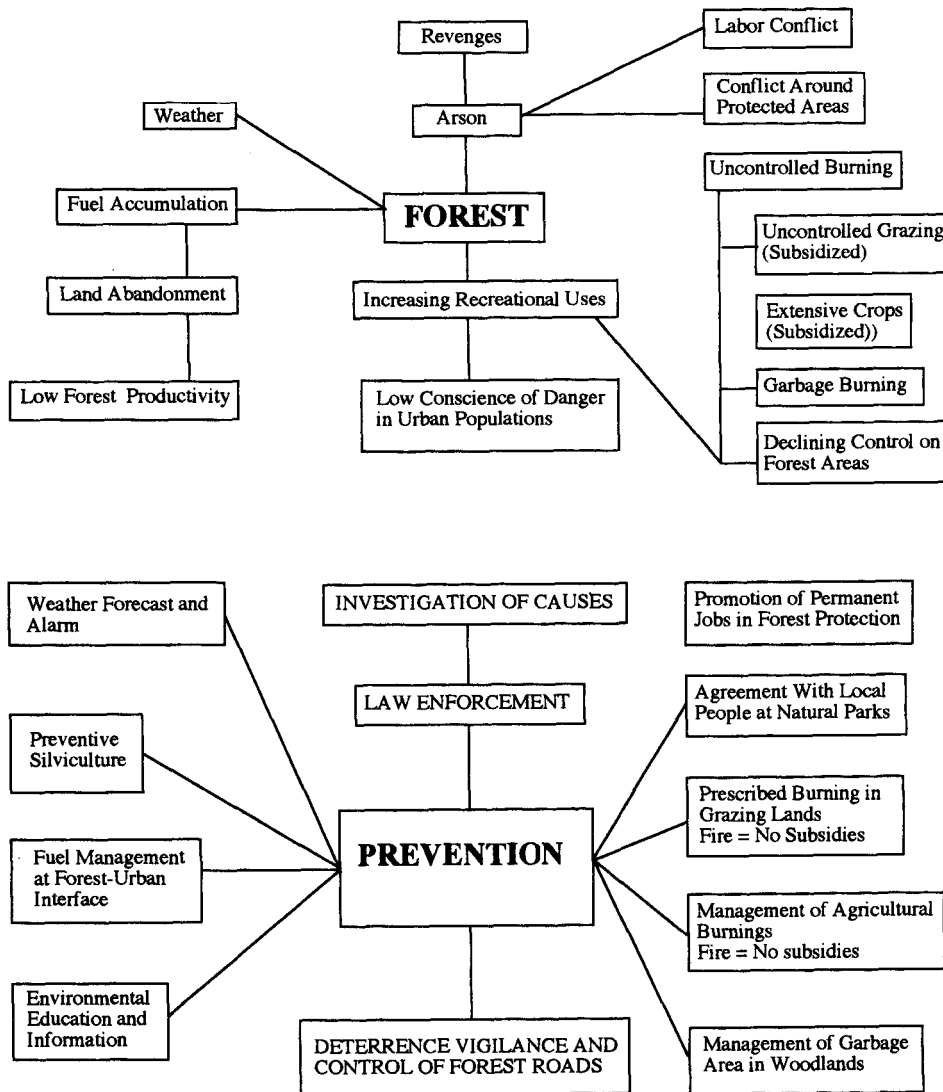 Revenges
Labor Conflict
Weather
Arson
Conflict Around
Protected Areas
Uncontrolled Burning
Fuel Accumulation
FOREST
Uncontrolled Grazing
(Subsidized)
Land Abandonment
Increasing Recreational Uses
Extensive Crops
(Subsidized))
Low Forest Productivity
Low Conscience of Danger
in Urban Populations
Garbage Burning
Declining Control on
Forest Areas
Weather Forecast and
Alarm
INVESTIGATION OF CAUSES
Promotion of Permanent
Jobs in Forest Protection
LAW ENFORCEMENT
Agreement With Local
People at Natural Parks
Preventive
Silviculture
Prescribed Burning in
Grazing Lands
Fire = No Subsidies
PREVENTION
Fuel Management
at Forest-Urban
Interface
Management of Agricultural
Burnings
Fire = No subsidies
Environmental
Education and
Information
DETERRENCE VIGILANCE AND
CONTROL OF FOREST ROADS
Management of Garbage
Area in Woodlands